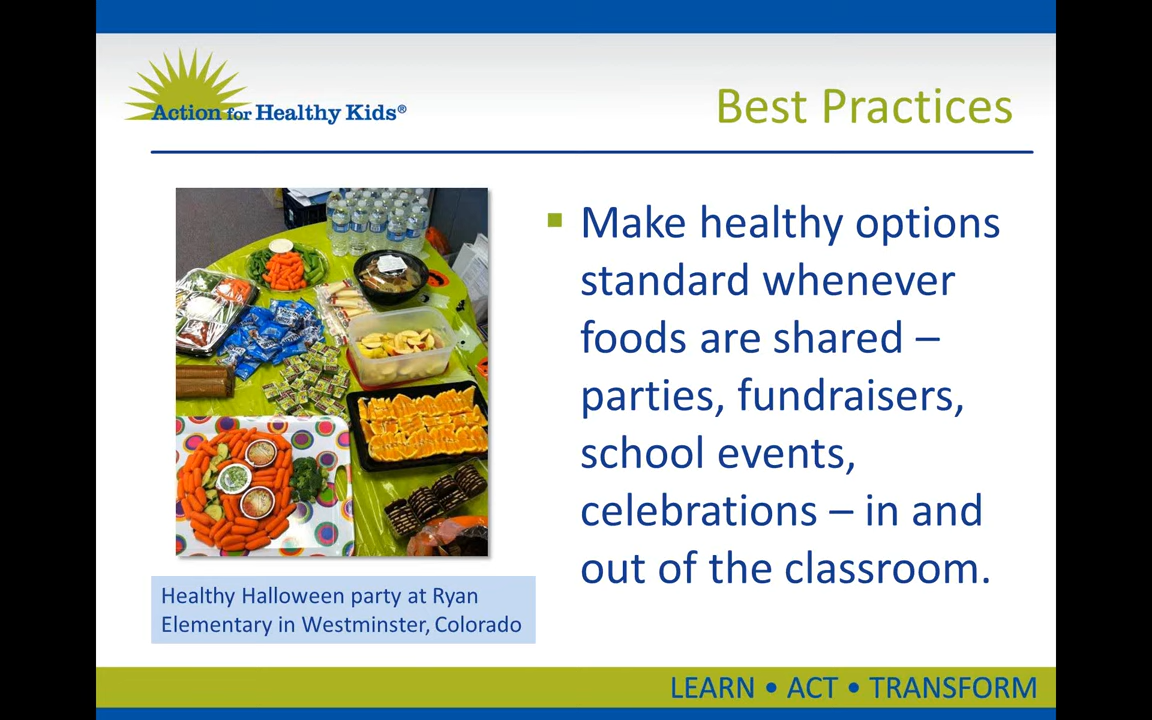 Action for Healthy Kids®
Best Practices
Make healthy options
standard whenever
foods are shared –
parties, fundraisers,
school events,
celebrations – in and
out of the classroom.
Healthy Halloween party at Ryan
Elementary in Westminster, Colorado
LEARN • ACT • TRANSFORM